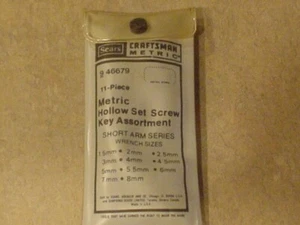 Sears
CRAFTSMAN
METRIC
9 46679
11-Piece
Metric
Hollow Set Screw
Key Assortment
SHORT ARM SERIES
WRENCH SIZES
1.5mm • 2mm • 2.5mm
3mm • 4mm • 4.5mm
5mm • 5.5mm • 6mm
7mm • 8mm